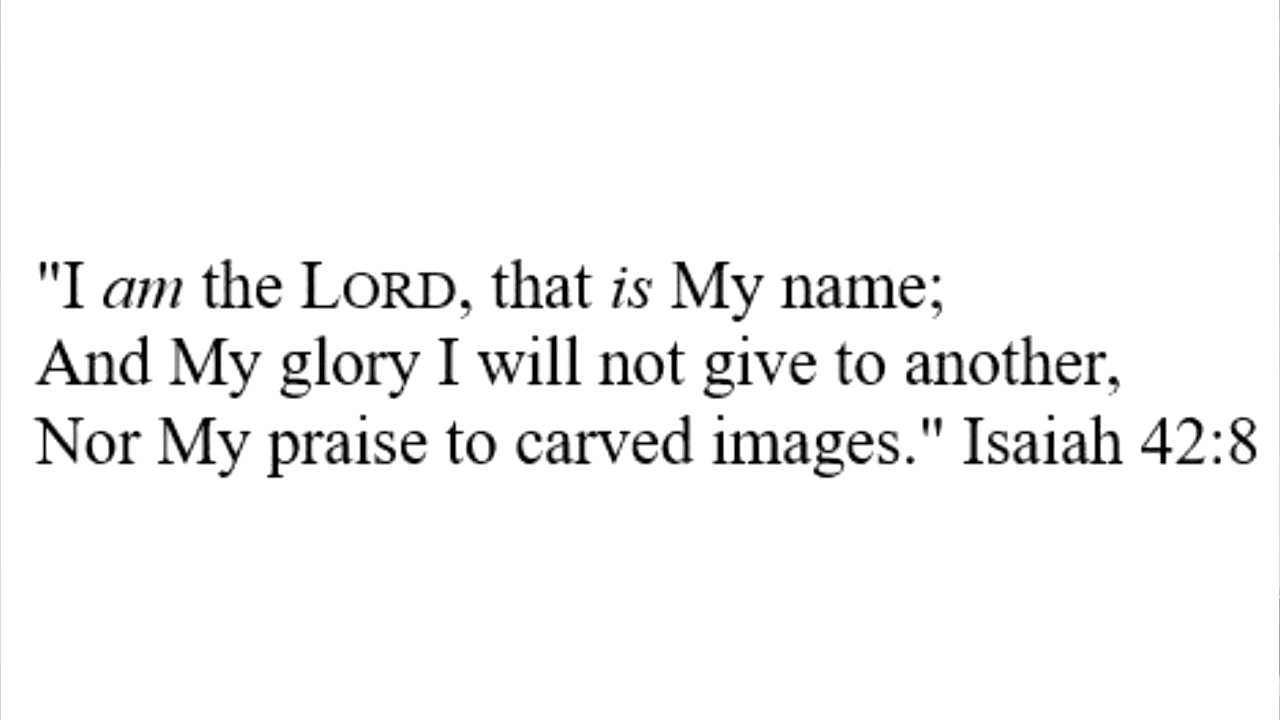 "I am the LORD, that is My name;
And My glory I will not give to another,
Nor My praise to carved images." Isaiah 42:8